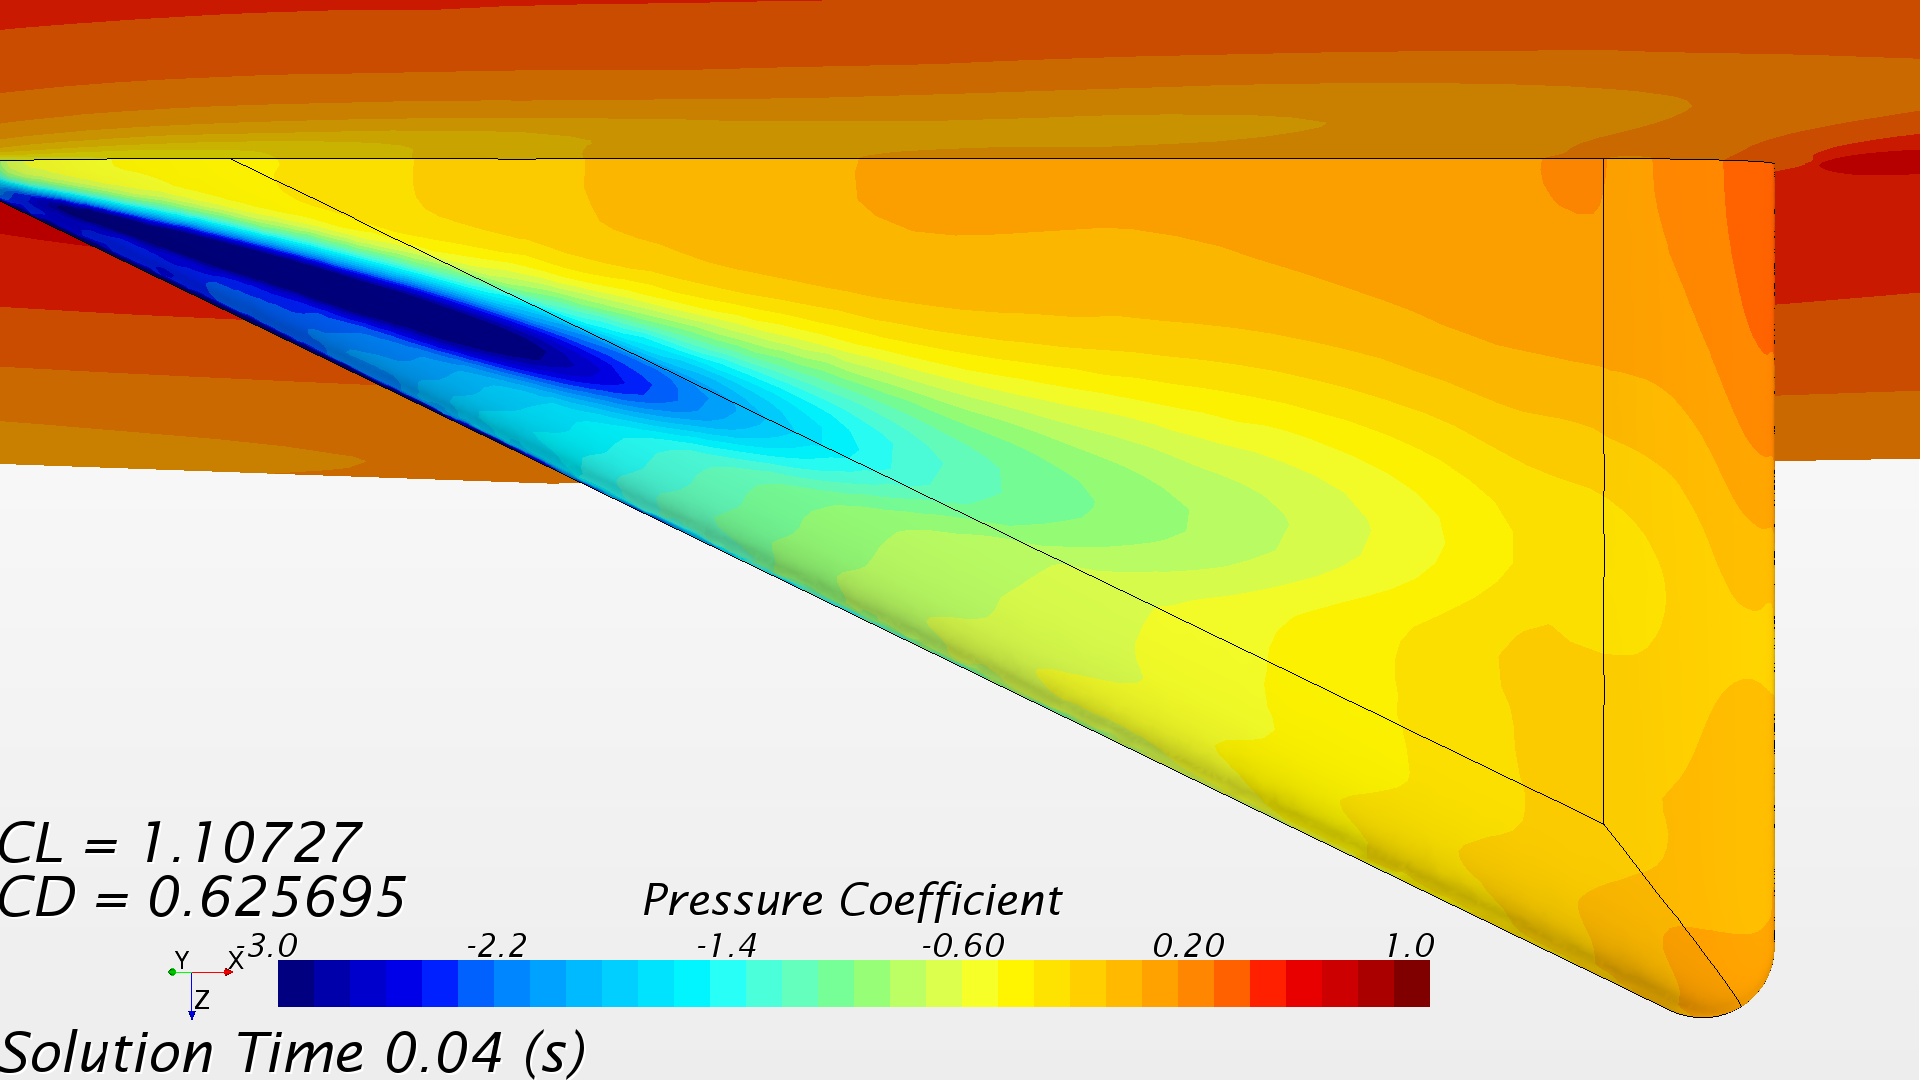 CL = 1.10727
CD = 0.625695
Pressure Coefficient
-3.0 -2.2 -1.4 -0.60 0.20 1.0
Y X
Z
Solution Time 0.04 (s)